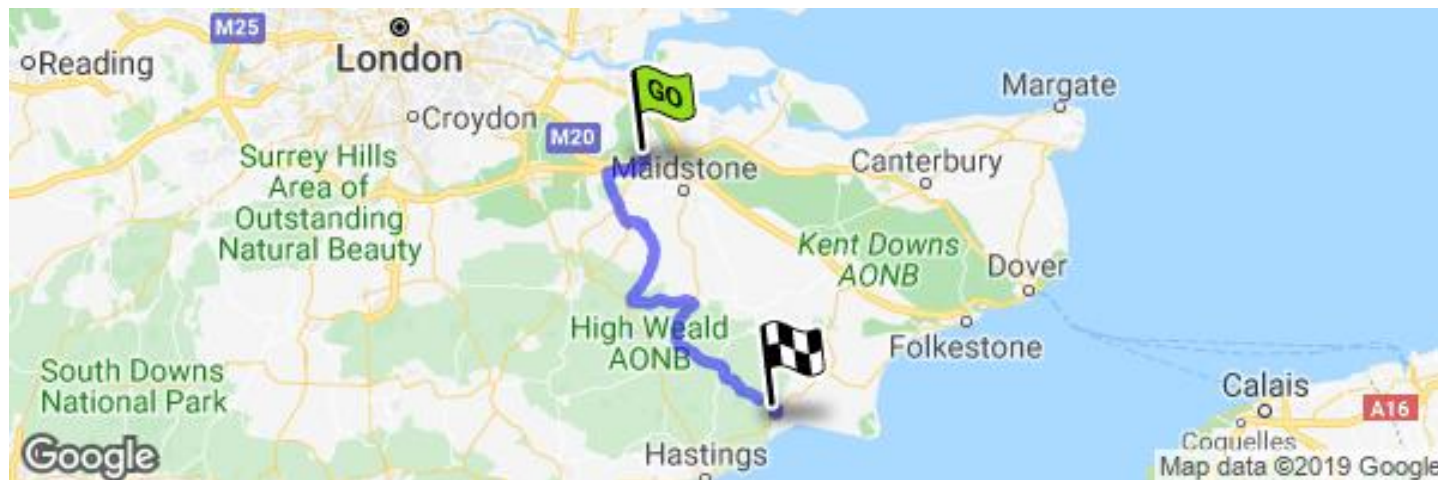 M25
Reading
London
GO
Margate
Croydon
M20
Surrey Hills
Area of
Outstanding
Natural Beauty
Maidstone
Canterbury
Kent Downs
AONB
Dover
High Weald
AONB
Folkestone
South Downs
National Park
Calais
A16
Coquelles
Hastings
Google
Map data ©2019 Google